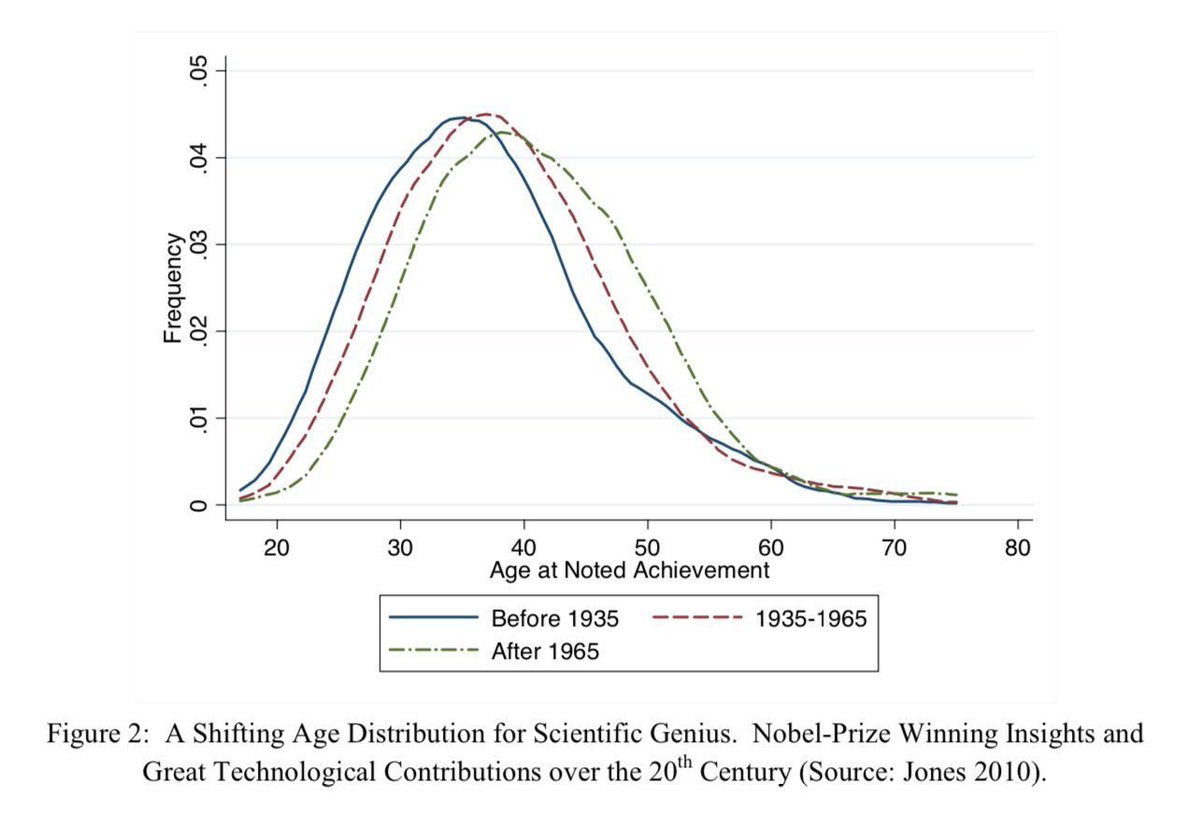 .05
.04
.03
.02
.01
0
Frequency
20 30 40 50 60 70 80
Age at Noted Achievement
Before 1935 1935-1965
After 1965
Figure 2: A Shifting Age Distribution for Scientific Genius. Nobel-Prize Winning Insights and
Great Technological Contributions over the 20th Century (Source: Jones 2010).